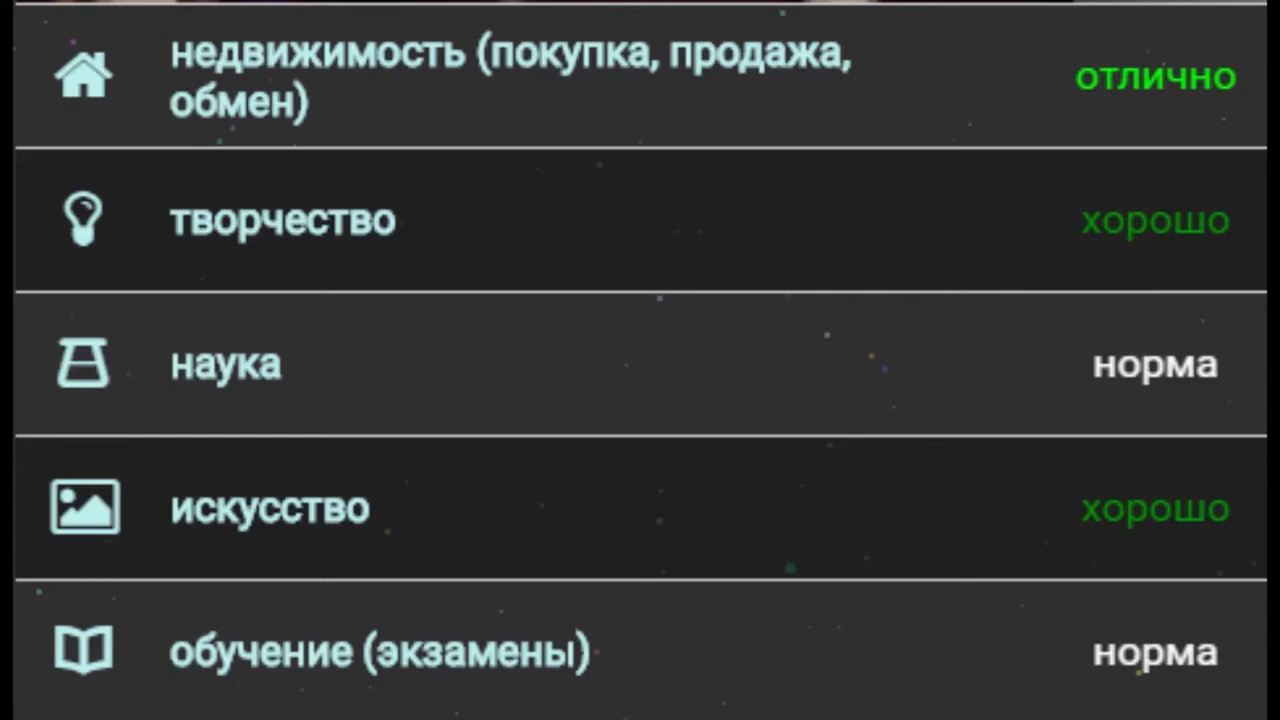 недвижимость (покупка, продажа,
обмен)
отлично
творчество
хорошо
наука
норма
искусство
хорошо
обучение (экзамены)
норма